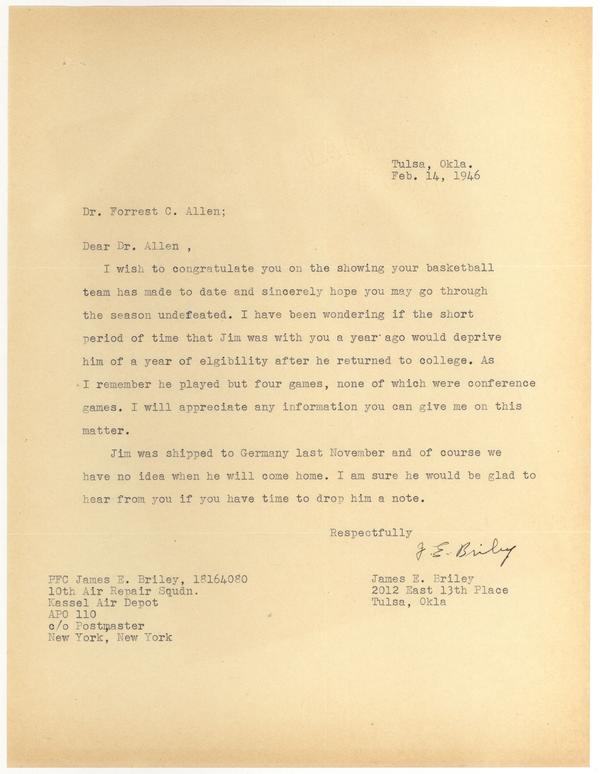 Tulsa, Okla.
Feb. 14, 1946
Dr. Forrest C. Allen;
Dear Dr. Allen ,
I wish to congratulate you on the showing your basketball
team has made to date and sincerely hope you may go through
the season undefeated. I have been wondering if the short
period of time that Jim was with you a year ago would deprive
him of a year of elgibility after he returned to college. As
I remember he played but four games, none of which were conference
games. I will appreciate any information you can give me on this
matter.
Jim was shipped to Germany last November and of course we
have no idea when he will come home. I am sure he would be glad to
hear from you if you have time to drop him a note.
Respectfully
J. E. Briley
James E. Briley
2012 East 13th Place
Tulsa, Okla
PFC James E. Briley, 18164080
10th Air Repair Squdn.
Kassel Air Depot
APO 110
c/o Postmaster
New York, New York